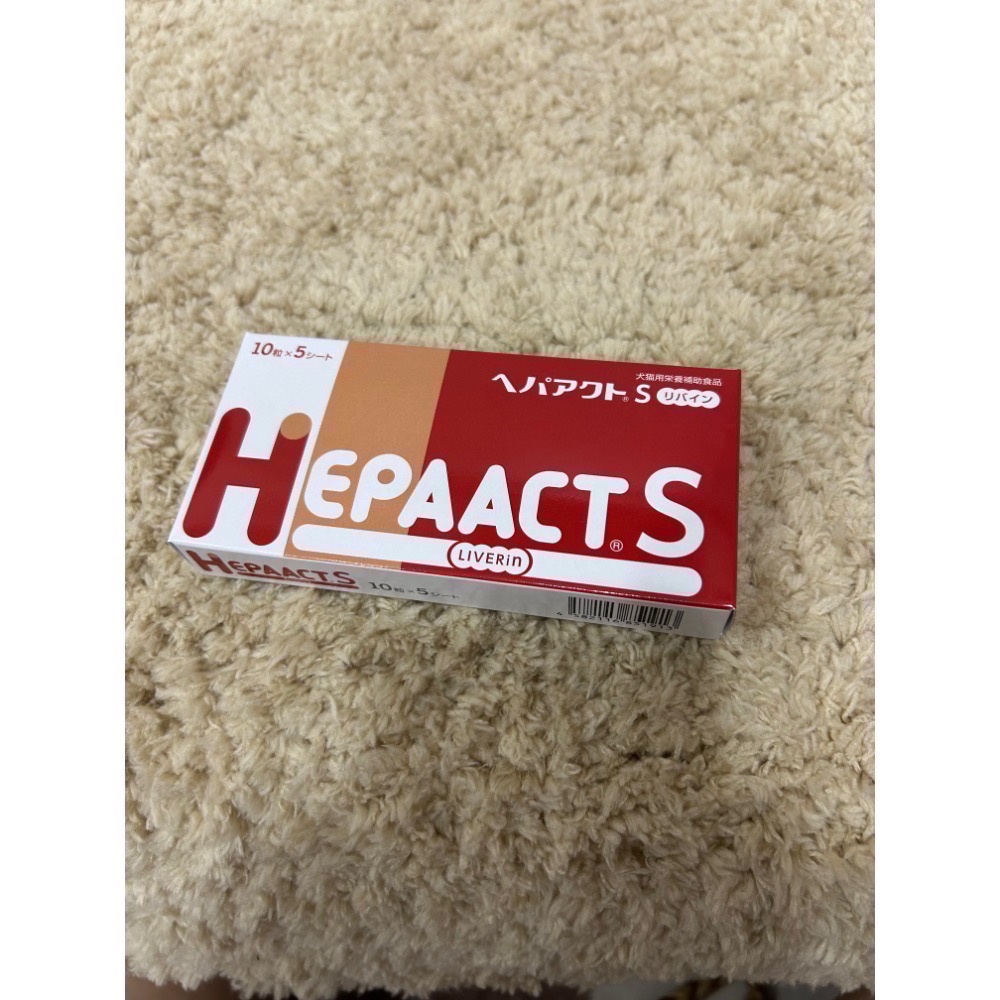 10粒×5シート
犬猫用栄養補助食品
ヘパアクト® S リバイン
HEPAACT®S
LIVERin
HEPAACTS 10粒×5シート